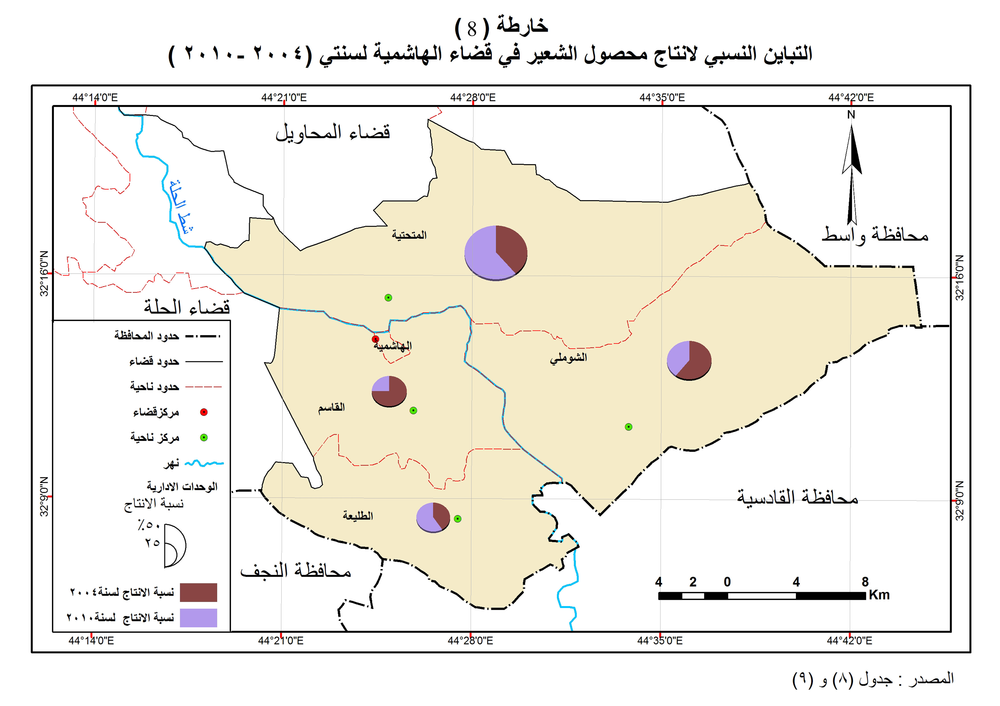 خارطة ( 8 )
التباين النسبي لانتاج محصول الشعير في قضاء الهاشمية لسنتي (٢٠٠٤ -٢٠١٠ )
44°14'0"E
44°21'0"E
44°28'0"E
44°35'0"E
44°42'0"E
N
قضاء المحاويل
شط الحلة
المتحتية
محافظة واسط
32°16'0"N
32°16'0"N
قضاء الحلة
الهاشمية
الشوملي
القاسم
حدود المحافظة
حدود قضاء
حدود ناحية
مركزقضاء
مركز ناحية
نهر
الوحدات الادارية
نسبة الانتاج
٥٠٪
٢٥
نسبة الانتاج لسنة٢٠٠٤
نسبة الانتاج لسنة٢٠١٠
32°9'0"N
32°9'0"N
محافظة القادسية
الطليعة
محافظة النجف
4 2 0 4 8
Km
44°14'0"E
44°21'0"E
44°28'0"E
44°35'0"E
44°42'0"E
المصدر : جدول (٨) و (٩)